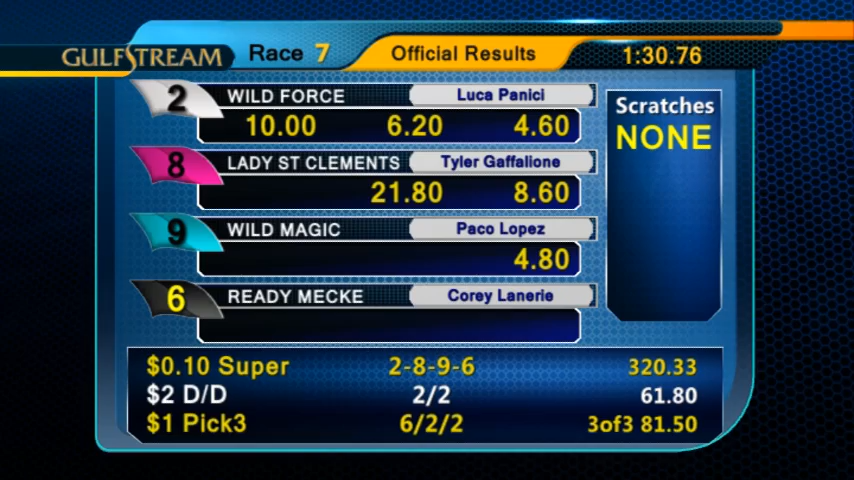 GULFSTREAM Race 7 Official Results 1:30.76
2 WILD FORCE Luca Panici
10.00 6.20 4.60
8 LADY ST CLEMENTS Tyler Gaffalione
21.80 8.60
9 WILD MAGIC Paco Lopez
4.80
6 READY MECKE Corey Lanerie
Scratches
NONE
$0.10 Super 2-8-9-6 320.33
$2 D/D 2/2 61.80
$1 Pick3 6/2/2 3of3 81.50